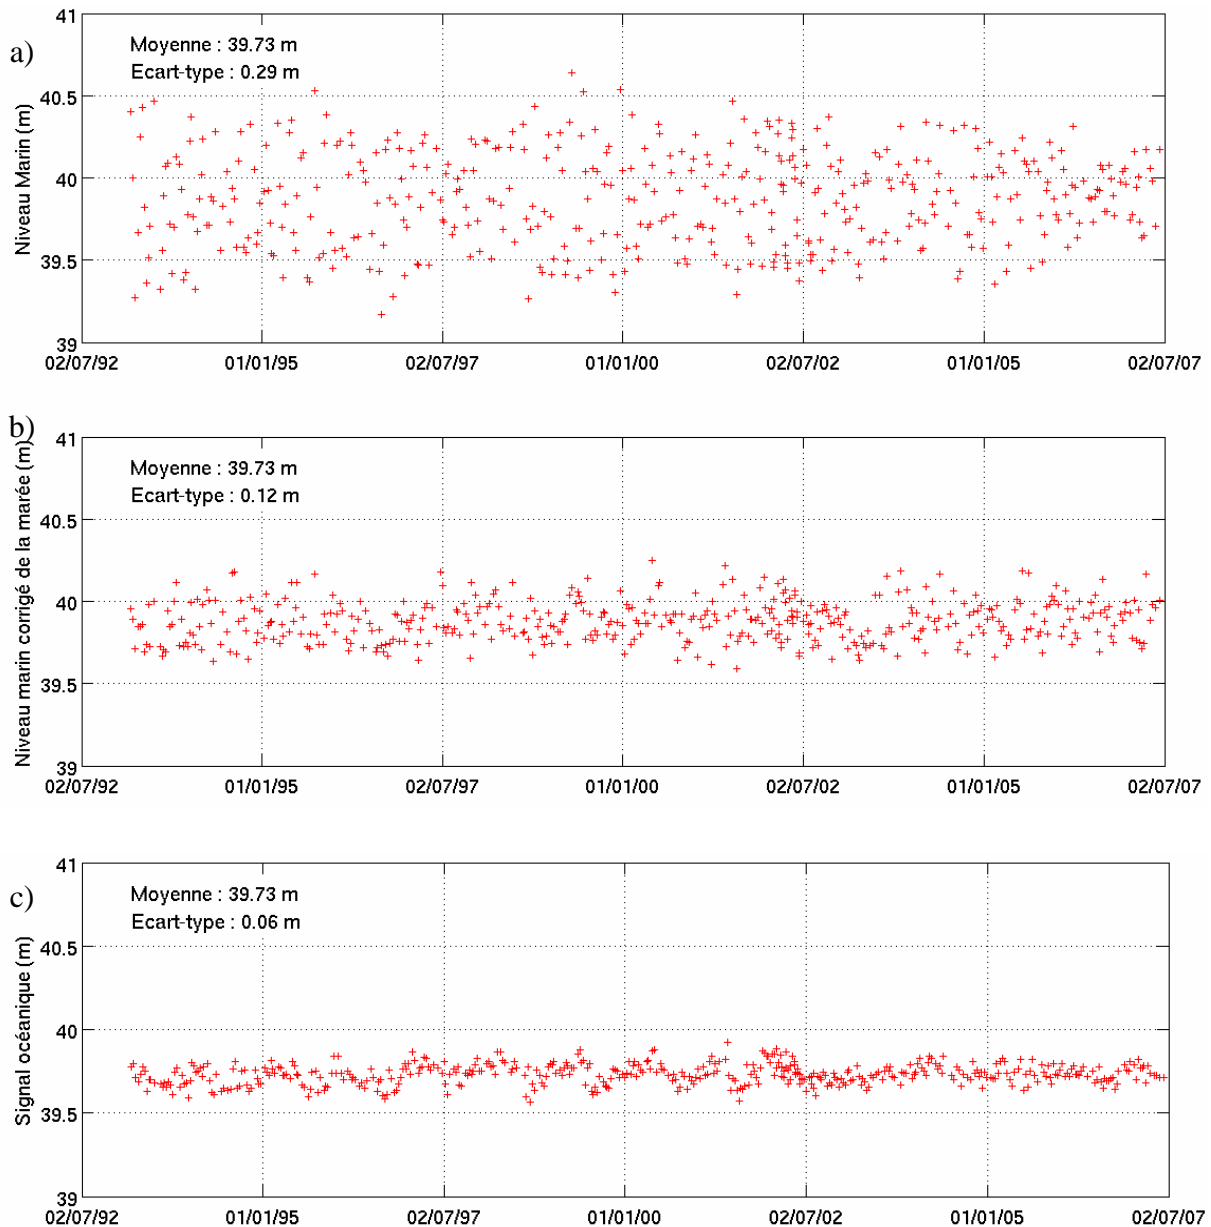 a)
Niveau Marin (m)
Moyenne : 39.73 m
Ecart-type : 0.29 m
41
40.5
40
39.5
39
02/07/92 01/01/95 02/07/97 01/01/00 02/07/02 01/01/05 02/07/07
b)
Niveau marin corrigé de la marée (m)
Moyenne : 39.73 m
Ecart-type : 0.12 m
41
40.5
40
39.5
39
02/07/92 01/01/95 02/07/97 01/01/00 02/07/02 01/01/05 02/07/07
c)
Signal océanique (m)
Moyenne : 39.73 m
Ecart-type : 0.06 m
41
40.5
40
39.5
39
02/07/92 01/01/95 02/07/97 01/01/00 02/07/02 01/01/05 02/07/07